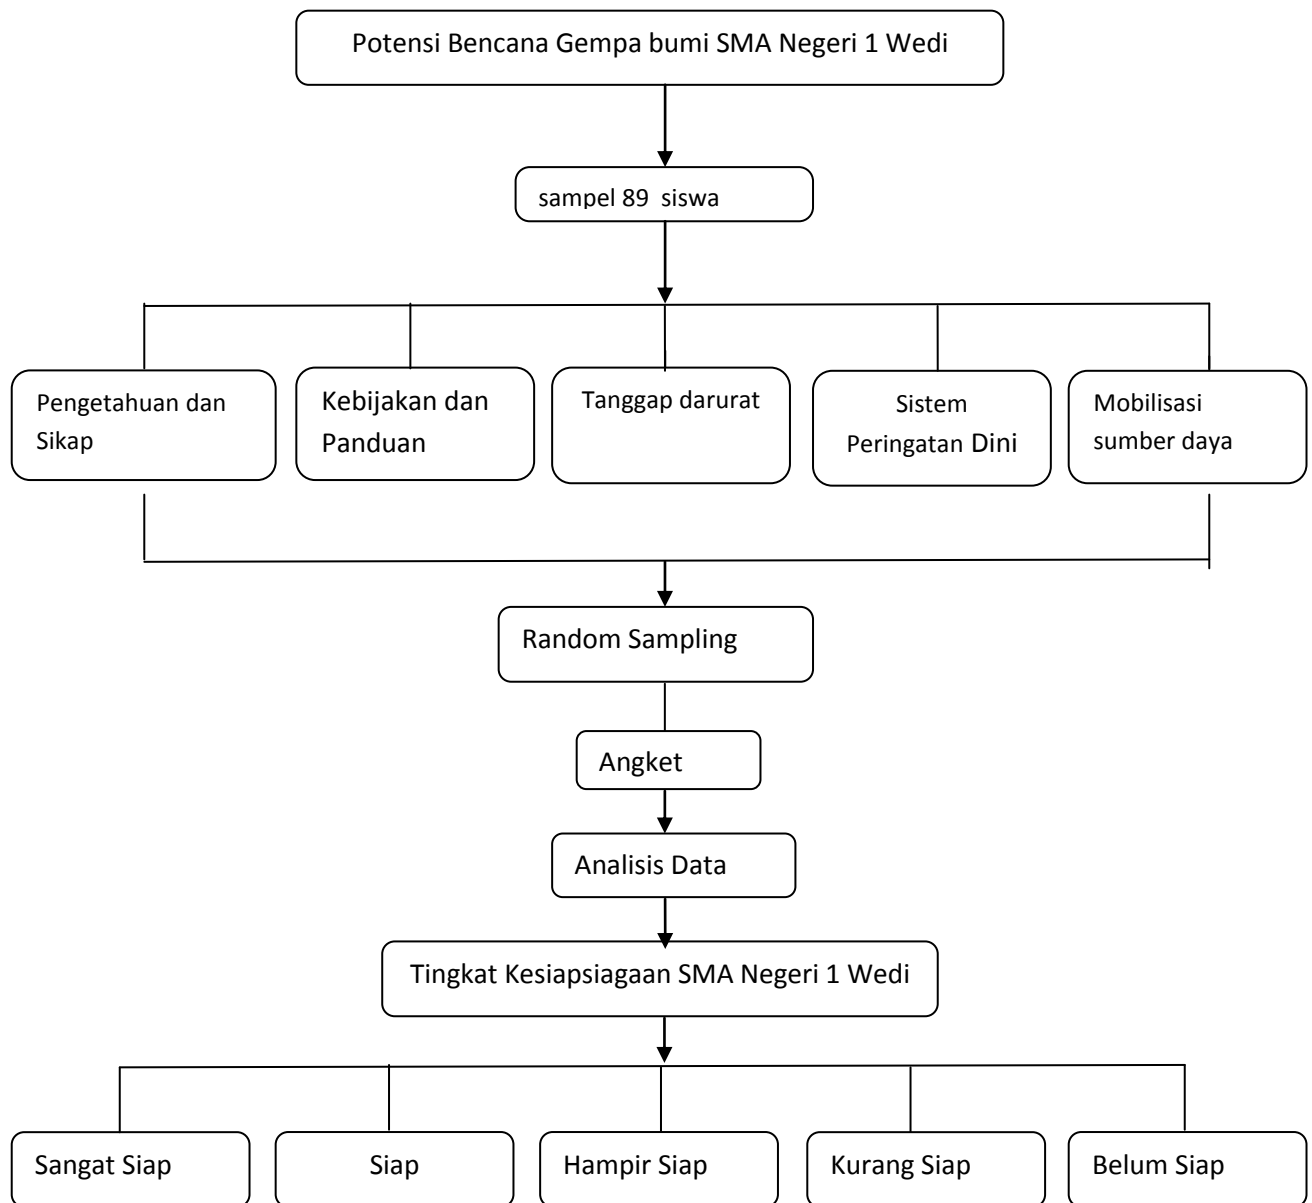 Potensi Bencana Gempa bumi SMA Negeri 1 Wedi
sampel 89 siswa
Pengetahuan dan
Sikap
Kebijakan dan
Panduan
Tanggap darurat
Sistem
Peringatan Dini
Mobilisasi
sumber daya
Random Sampling
Angket
Analisis Data
Tingkat Kesiapsiagaan SMA Negeri 1 Wedi
Sangat Siap
Siap
Hampir Siap
Kurang Siap
Belum Siap